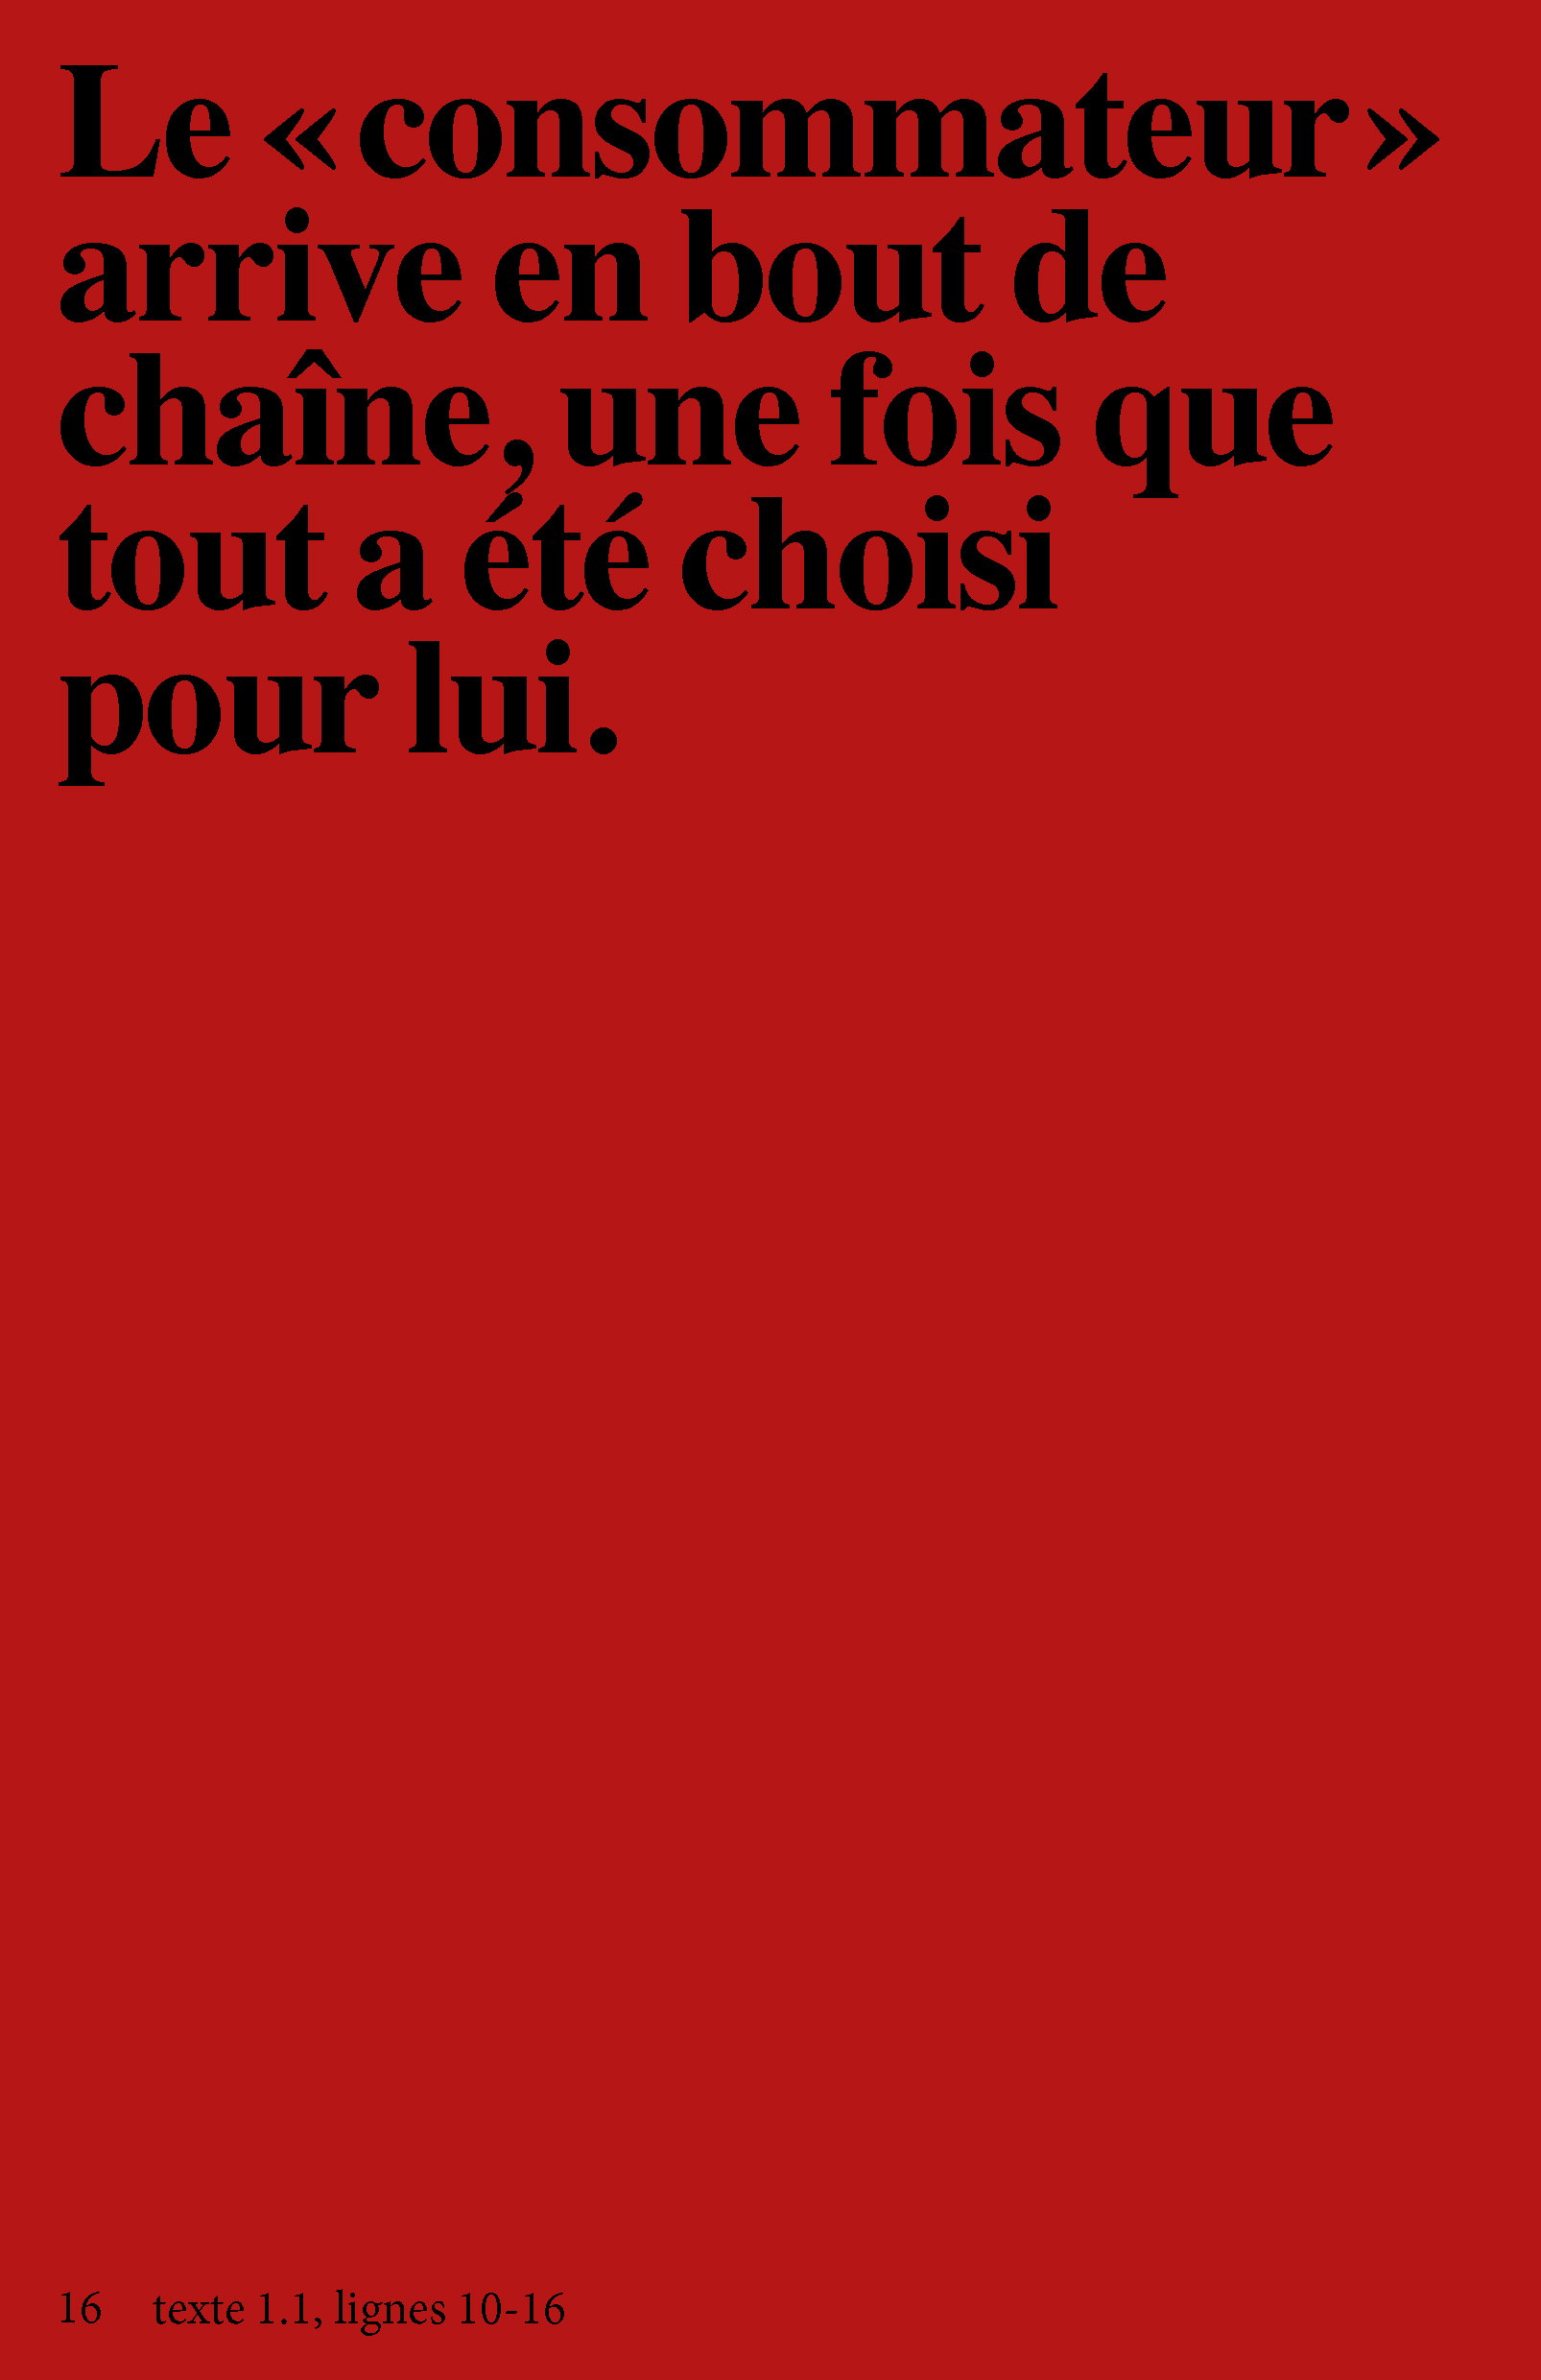 Le « consommateur »
arrive en bout de
chaîne, une fois que
tout a été choisi
pour lui.
16 texte 1.1, lignes 10-16